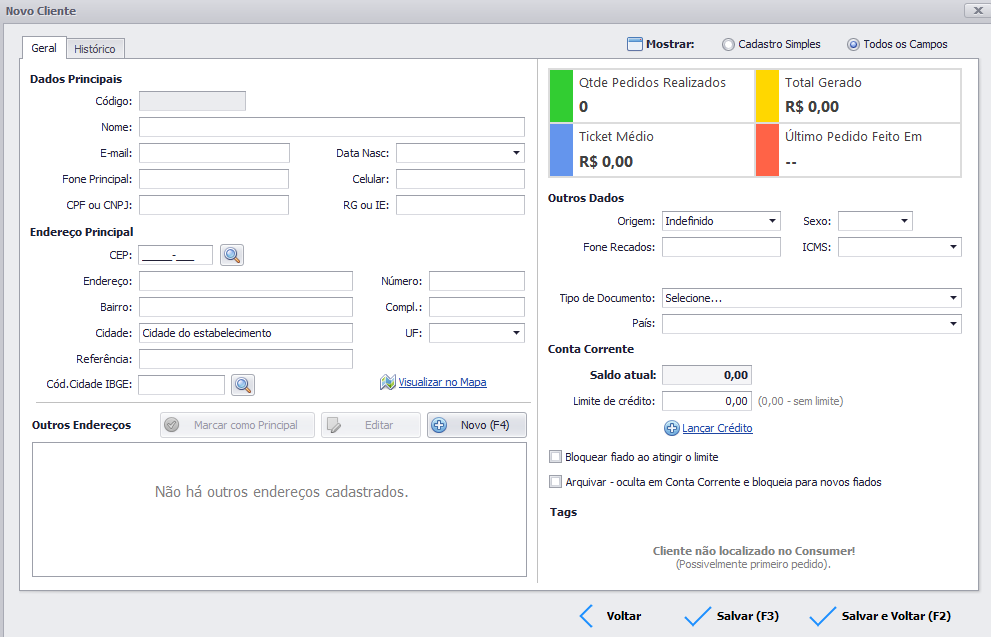 Novo Cliente
Geral
Histórico
Mostrar:
Cadastro Simples
Todos os Campos
Dados Principais
Código:
Nome:
E-mail:
Data Nasc:
Fone Principal:
Celular:
CPF ou CNPJ:
RG ou IE:
Endereço Principal
CEP: _____-___
Endereço:
Número:
Bairro:
Compl.:
Cidade: Cidade do estabelecimento
UF:
Referência:
Cód.Cidade IBGE:
Visualizar no Mapa
Outros Endereços
Marcar como Principal
Editar
Novo (F4)
Não há outros endereços cadastrados.
Qtde Pedidos Realizados
0
Total Gerado
R$ 0,00
Ticket Médio
R$ 0,00
Último Pedido Feito Em
--
Outros Dados
Origem: Indefinido
Sexo:
Fone Recados:
ICMS:
Tipo de Documento: Selecione...
País:
Conta Corrente
Saldo atual: 0,00
Limite de crédito: 0,00 (0,00 - sem limite)
Lançar Crédito
Bloquear fiado ao atingir o limite
Arquivar - oculta em Conta Corrente e bloqueia para novos fiados
Tags
Cliente não localizado no Consumer!
(Possivelmente primeiro pedido).
Voltar
Salvar (F3)
Salvar e Voltar (F2)